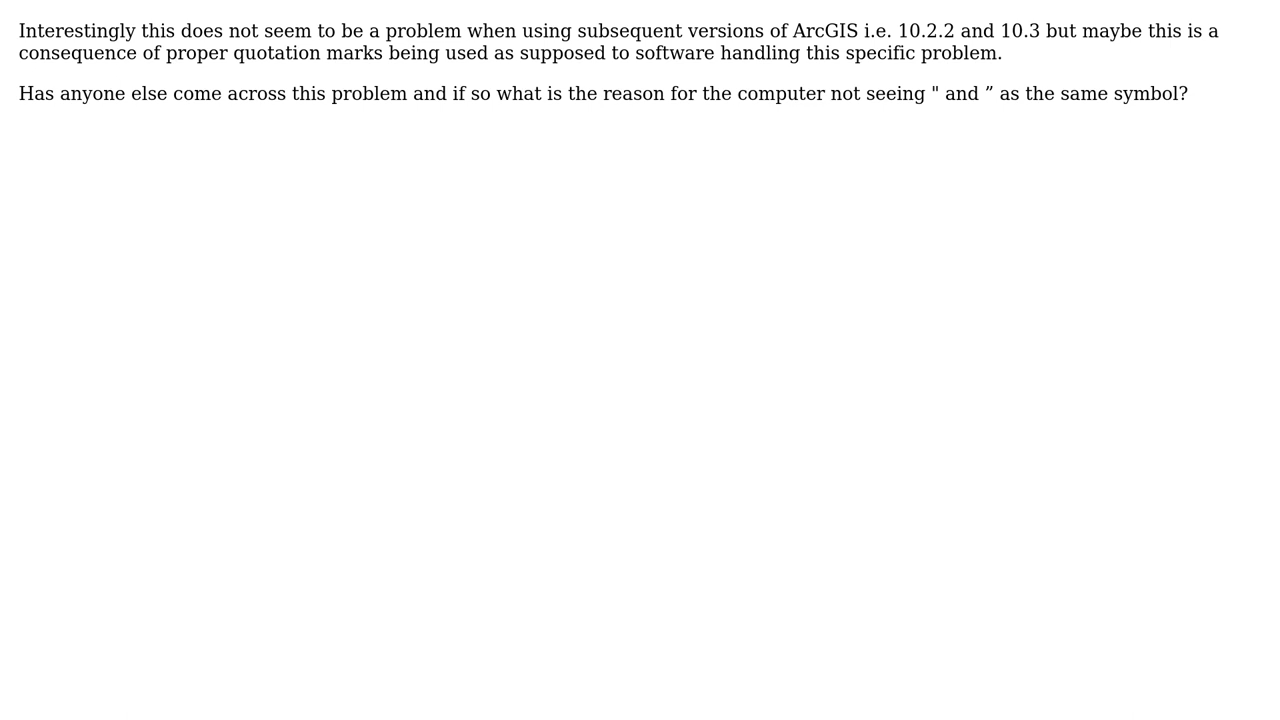 Interestingly this does not seem to be a problem when using subsequent versions of ArcGIS i.e. 10.2.2 and 10.3 but maybe this is a
consequence of proper quotation marks being used as supposed to software handling this specific problem.
Has anyone else come across this problem and if so what is the reason for the computer not seeing " and ” as the same symbol?